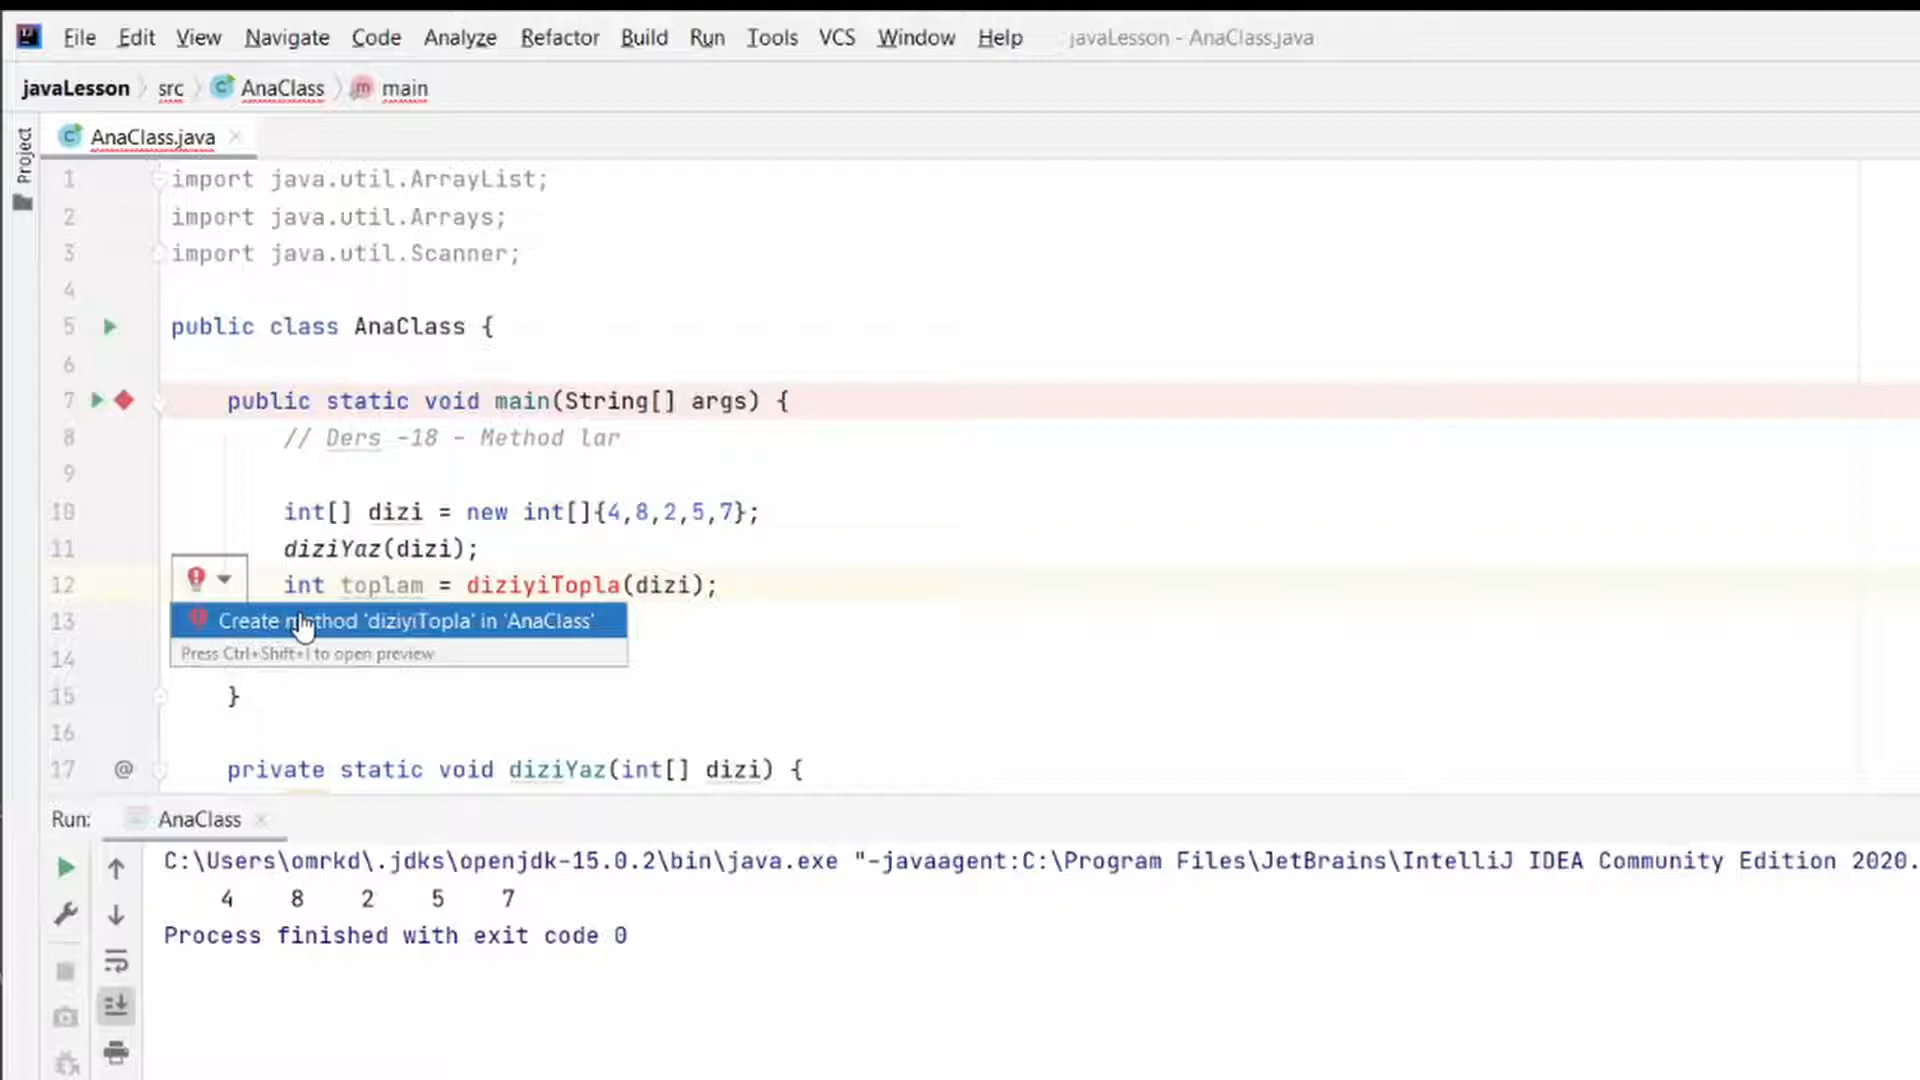 File Edit View Navigate Code Analyze Refactor Build Run Tools VCS Window Help javaLesson - AnaClass.java
javaLesson src AnaClass main
Project
AnaClass.java
1 import java.util.ArrayList;
2 import java.util.Arrays;
3 import java.util.Scanner;
4
5 public class AnaClass {
6
7 public static void main(String[] args) {
8 // Ders -18 - Method lar
9
10 int[] dizi = new int[]{4,8,2,5,7};
11 diziYaz(dizi);
12 int toplam = diziyiTopla(dizi);
13 Create method 'diziyiTopla' in 'AnaClass'
14 Press Ctrl+Shift+I to open preview
15 }
16
17 @ private static void diziYaz(int[] dizi) {
Run: AnaClass
C:\Users\omrkd\.jdks\openjdk-15.0.2\bin\java.exe "-javaagent:C:\Program Files\JetBrains\IntelliJ IDEA Community Edition 2020.
4 8 2 5 7
Process finished with exit code 0